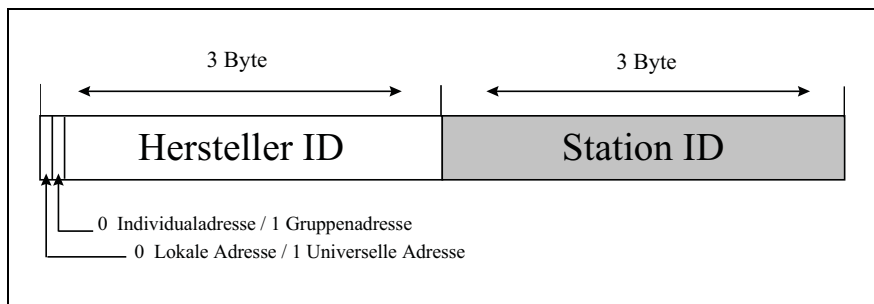 3 Byte 3 Byte
Hersteller ID Station ID
0 Individualadresse / 1 Gruppenadresse
0 Lokale Adresse / 1 Universelle Adresse